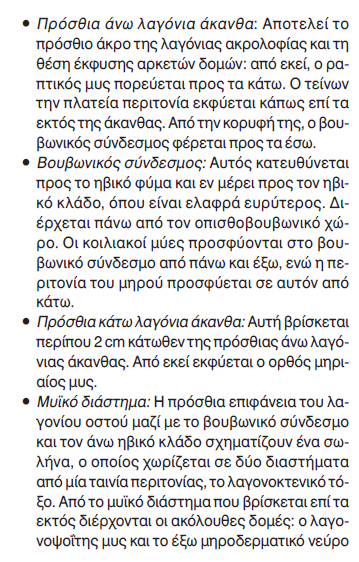 • Πρόσθια άνω λαγόνια άκανθα: Αποτελεί το
πρόσθιο άκρο της λαγόνιας ακρολοφίας και τη
θέση έκφυσης αρκετών δομών: από εκεί, ο ρα-
πτικός μυς πορεύεται προς τα κάτω. Ο τείνων
την πλατεία περιτονία εκφύεται κάπως επί τα
εκτός της άκανθας. Από την κορυφή της, ο βου-
βωνικός σύνδεσμος φέρεται προς τα έσω.
• Βουβωνικός σύνδεσμος: Αυτός κατευθύνεται
προς το ηβικό φύμα και εν μέρει προς τον ηβι-
κό κλάδο, όπου είναι ελαφρά ευρύτερος. Δι-
έρχεται πάνω από τον οπισθοβουβωνικό χώ-
ρο. Οι κοιλιακοί μύες προσφύονται στο βου-
βωνικό σύνδεσμο από πάνω και έξω, ενώ η πε-
ριτονία του μηρού προσφύεται σε αυτόν από
κάτω.
• Πρόσθια κάτω λαγόνια άκανθα: Αυτή βρίσκεται
περίπου 2 cm κάτωθεν της πρόσθιας άνω λαγό-
νιας άκανθας. Από εκεί εκφύεται ο ορθός μηρι-
αίος μυς.
• Μυϊκό διάστημα: Η πρόσθια επιφάνεια του λα-
γονίου οστού μαζί με το βουβωνικό σύνδεσμο
και τον άνω ηβικό κλάδο σχηματίζουν ένα σω-
λήνα, ο οποίος χωρίζεται σε δύο διαστήματα
από μία ταινία περιτονίας, το λαγονοκτενικό τό-
ξο. Από το μυϊκό διάστημα που βρίσκεται επί τα
εκτός διέρχονται οι ακόλουθες δομές: ο λαγο-
νοψοΐτης μυς και το έξω μηροδερματικό νεύρο